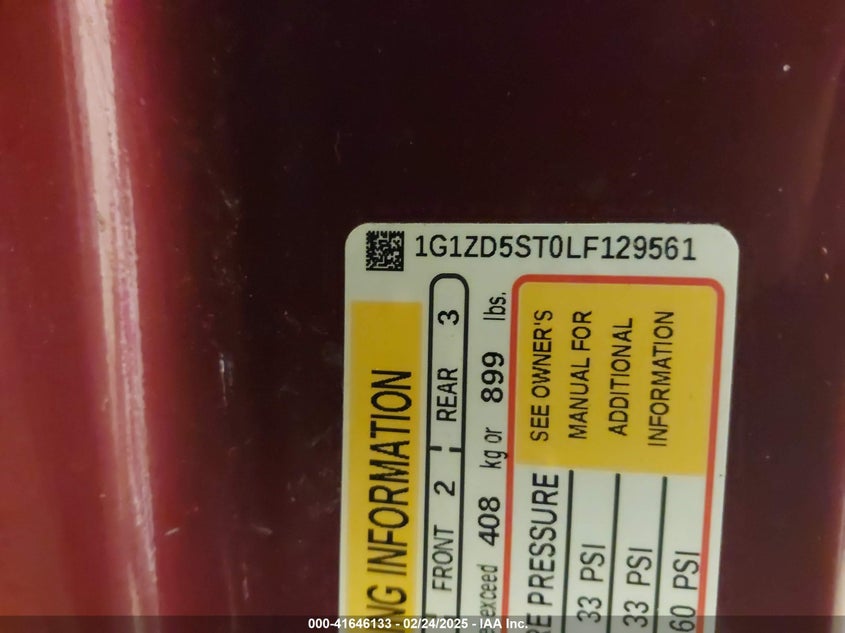 1G1ZD5ST0LF129561
NG INFORMATION
FRONT 2 REAR 3
exceed 408 kg or 899 lbs.
RE PRESSURE
SEE OWNER'S
MANUAL FOR
ADDITIONAL
INFORMATION
33 PSI
33 PSI
60 PSI
000-41646133 - 02/24/2025 - IAA Inc.